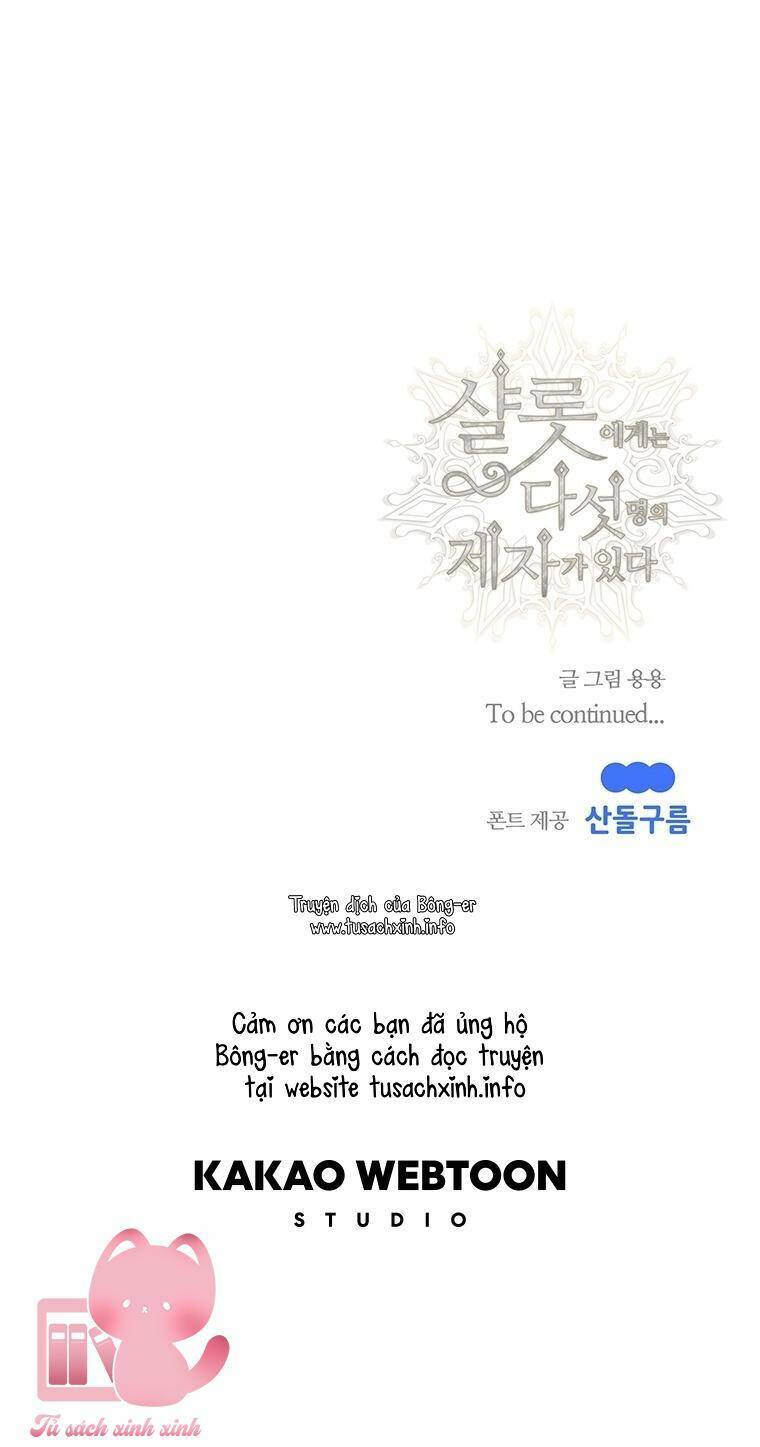 샬롯에게는
다섯명의
제자가 있다
글 그림 용용
To be continued...
폰트 제공 산돌구름
Truyện dịch của Bông-er
www.tusachxinh.info
Cảm ơn các bạn đã ủng hộ
Bông-er bằng cách đọc truyện
tại website tusachxinh.info
KAKAO WEBTOON
STUDIO
Tủ sách xinh xinh